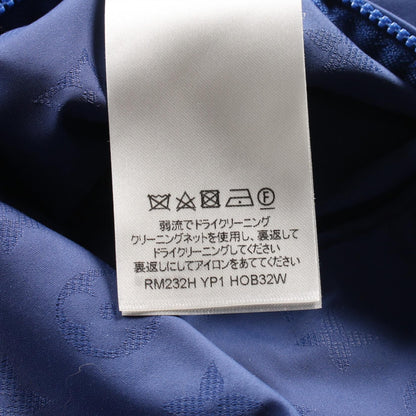 弱流でドライクリーニング
クリーニングネットを使用し、裏返して
ドライクリーニングしてください
裏返しにしてアイロンをあててください
RM232H YP1 HOB32W